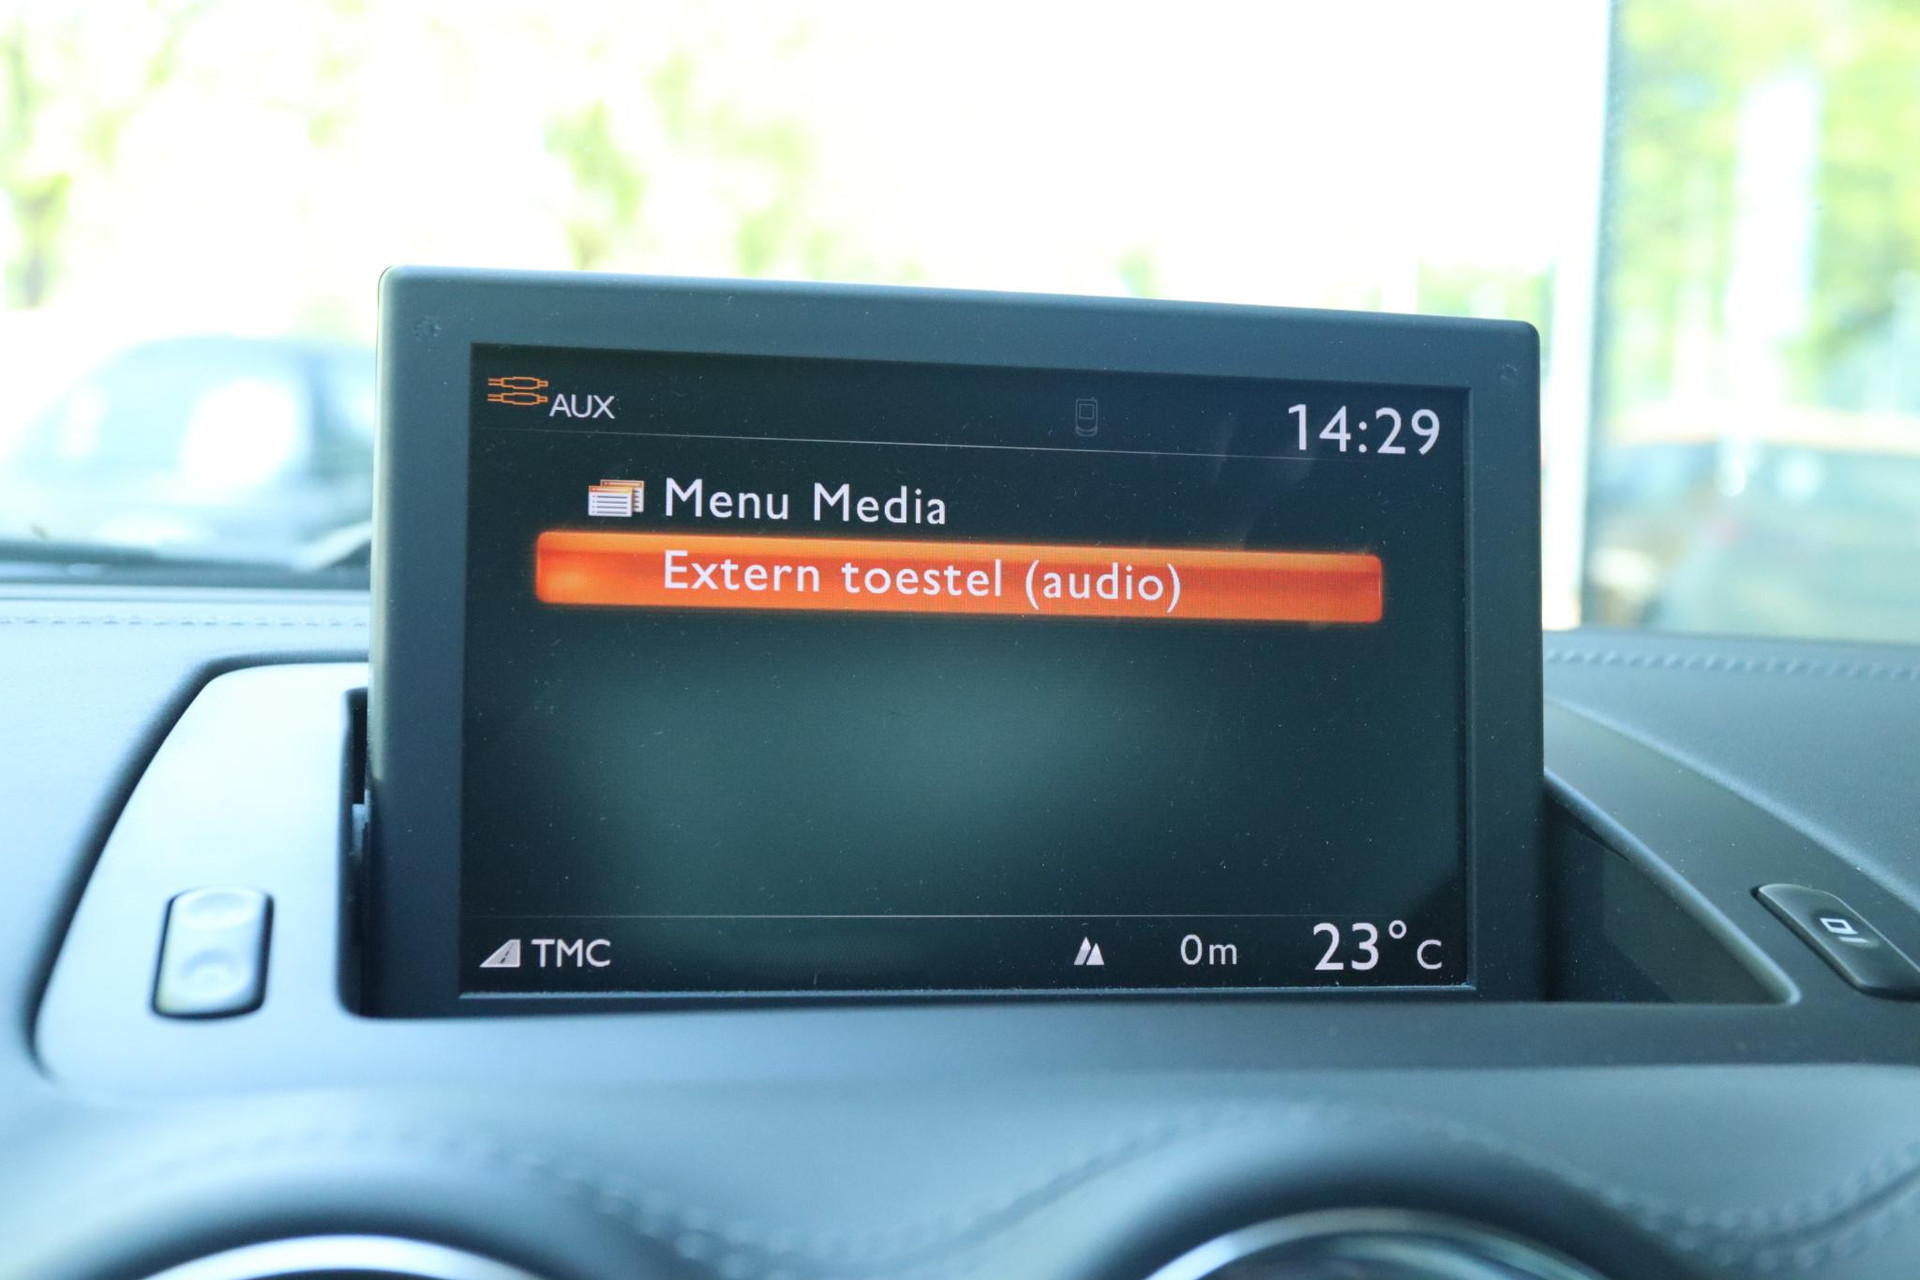 AUX
14:29
Menu Media
Extern toestel (audio)
TMC
0m
23°C